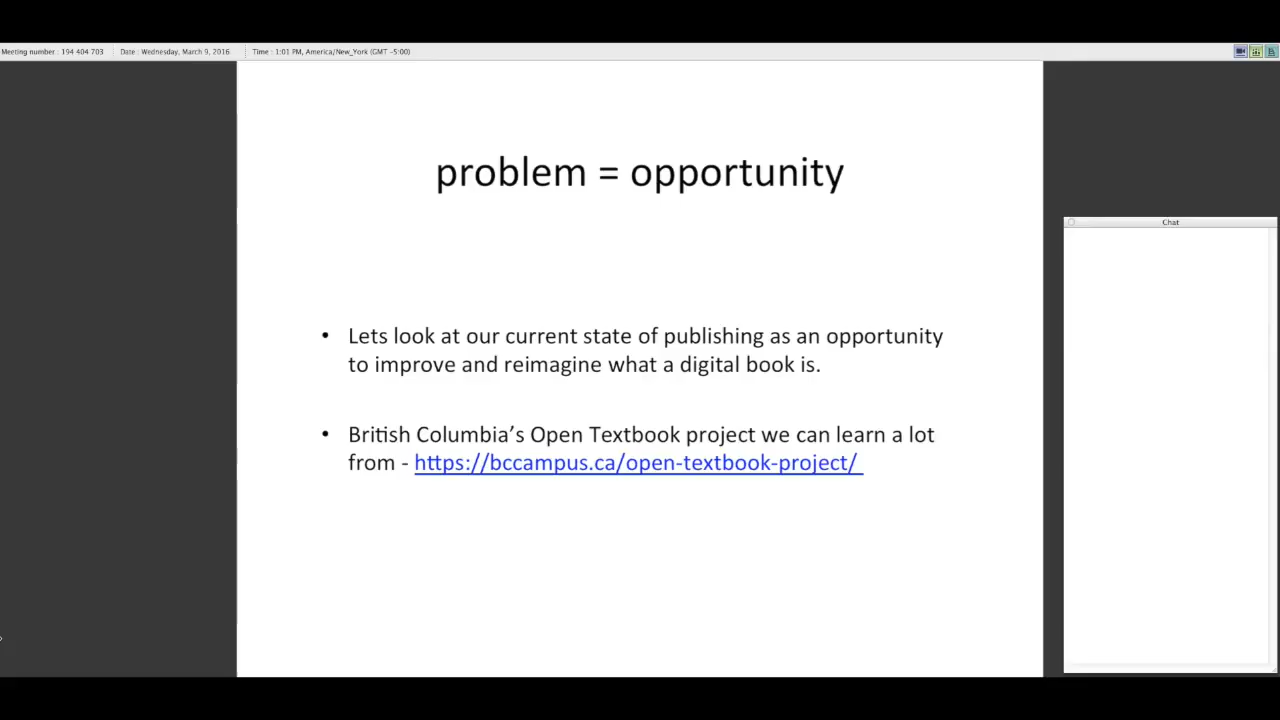 Meeting number : 194 404 703 Date : Wednesday, March 9, 2016 Time : 1:01 PM, America/New_York (GMT -5:00)
problem = opportunity
Chat
• Lets look at our current state of publishing as an opportunity
to improve and reimagine what a digital book is.
• British Columbia’s Open Textbook project we can learn a lot
from - https://bccampus.ca/open-textbook-project/